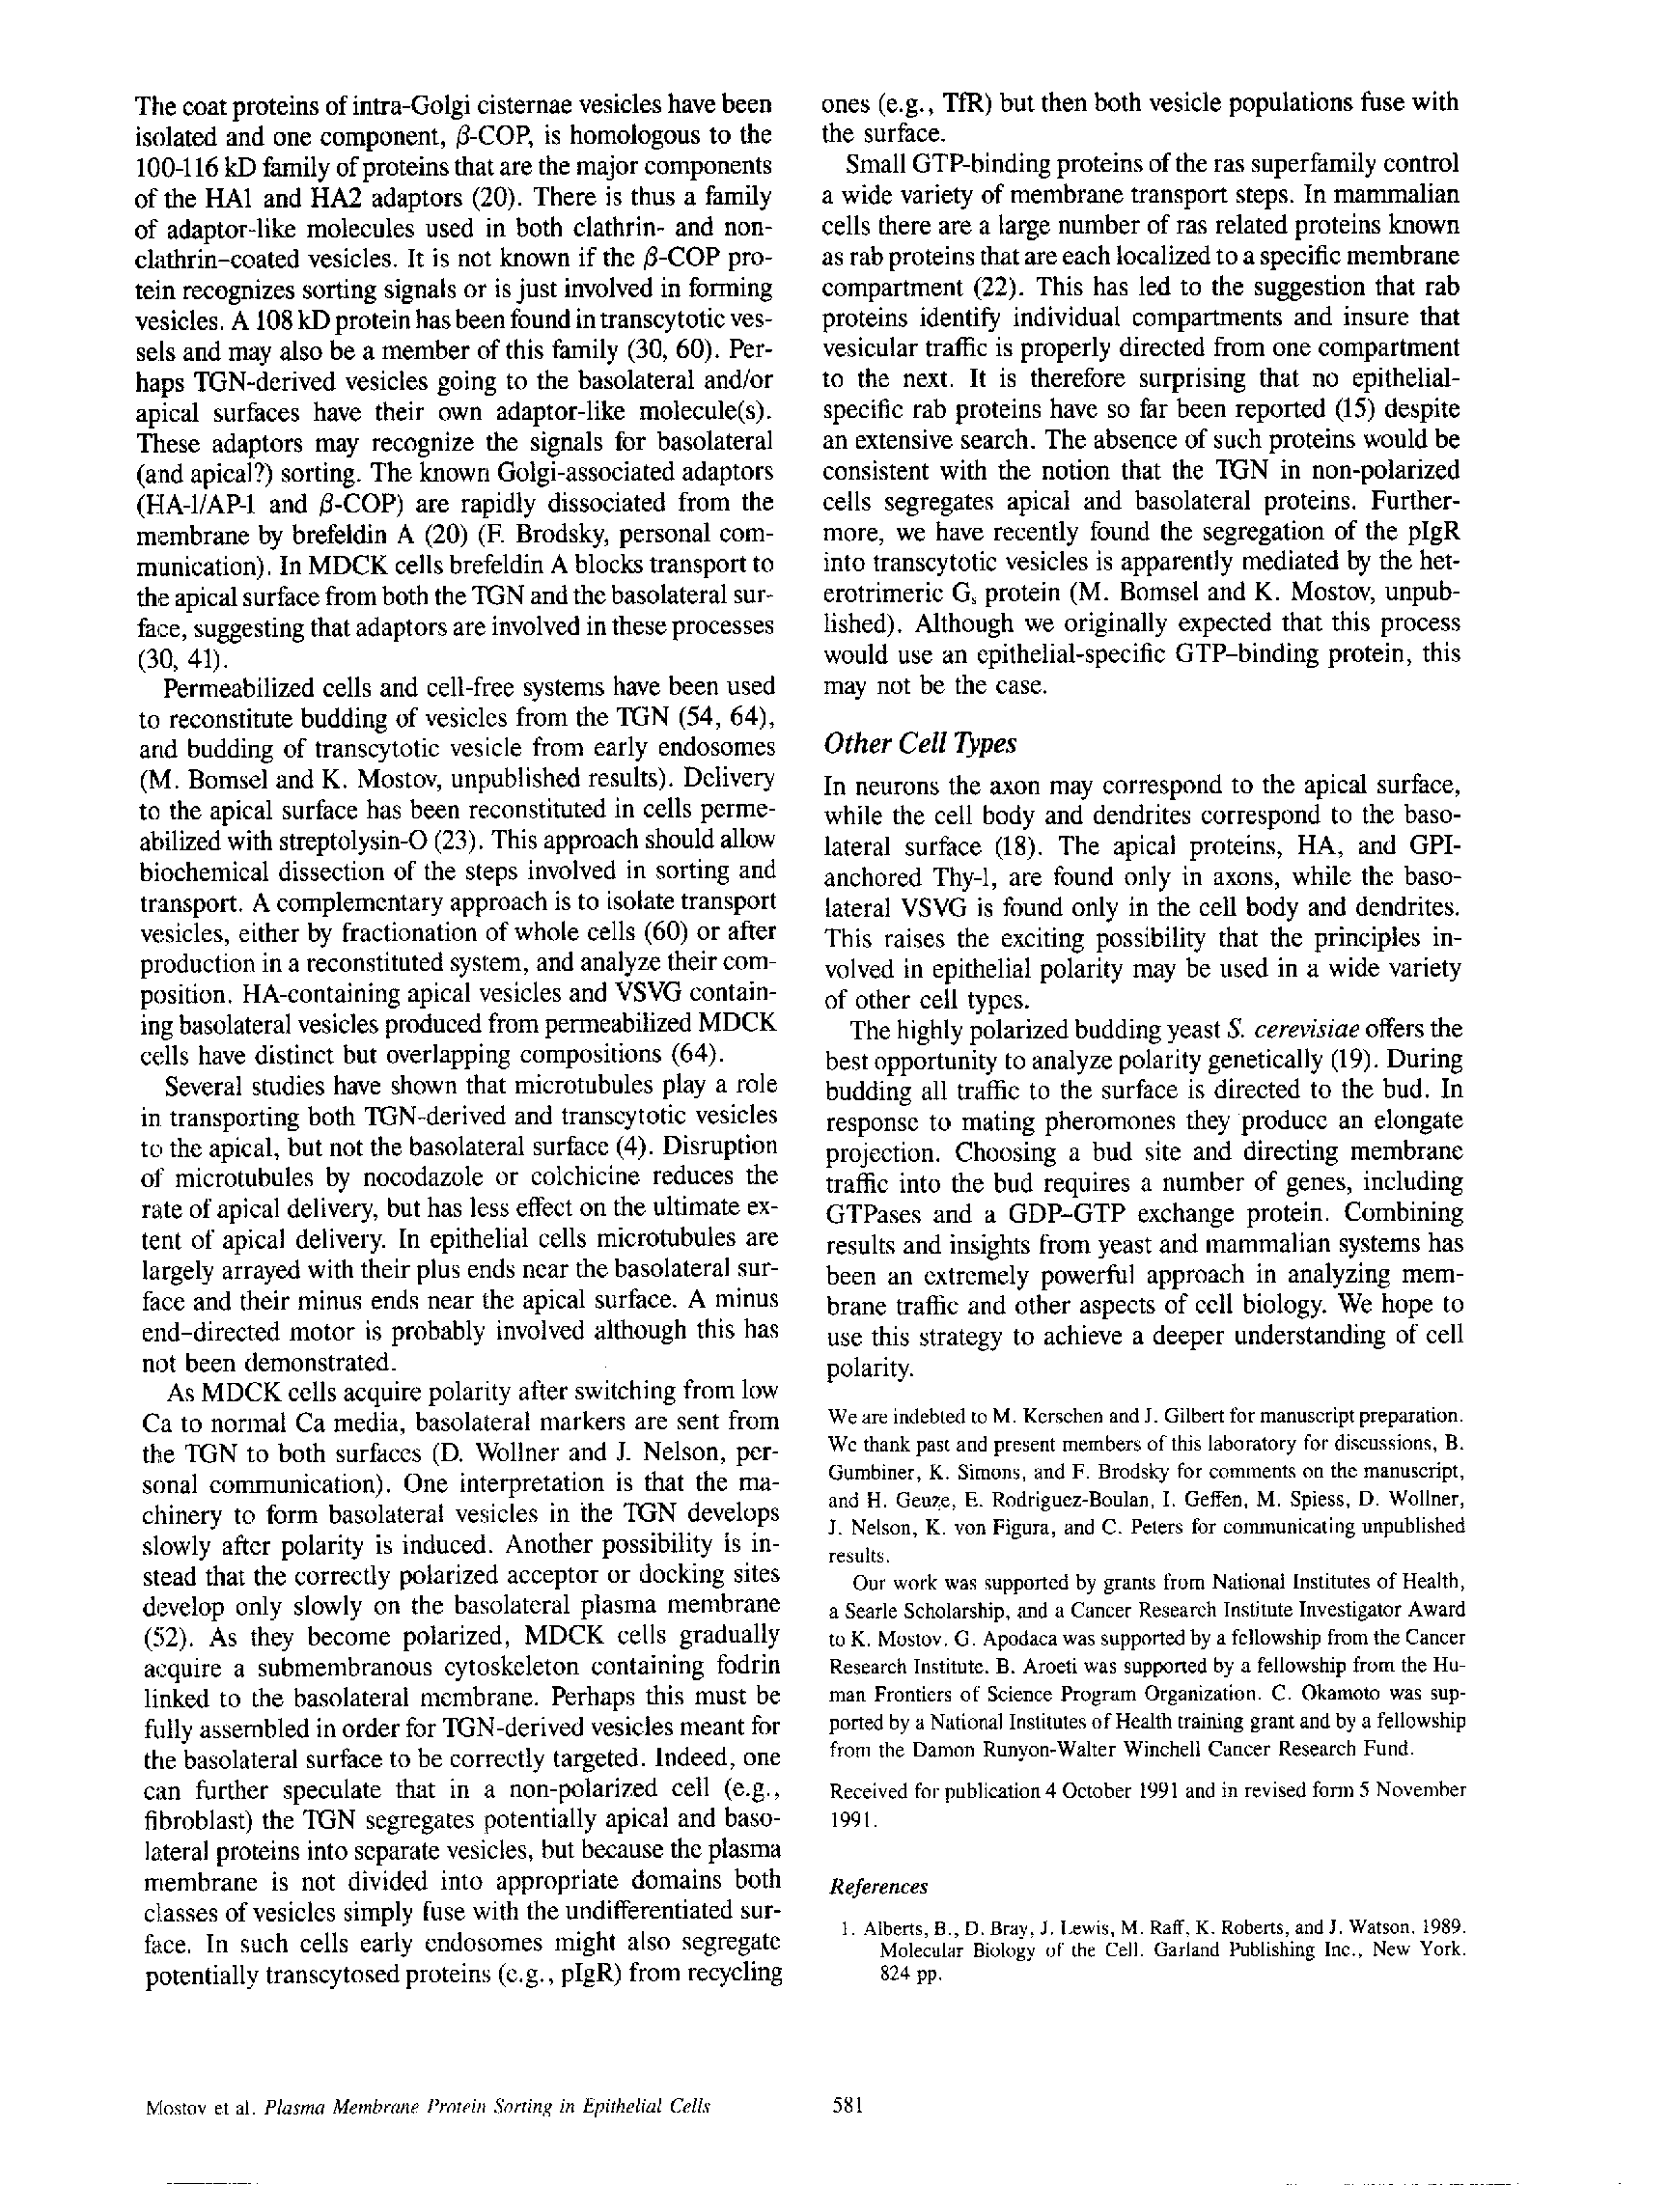 The coat proteins of intra-Golgi cisternae vesicles have been
isolated and one component, β-COP, is homologous to the
100-116 kD family of proteins that are the major components
of the HA1 and HA2 adaptors (20). There is thus a family
of adaptor-like molecules used in both clathrin- and non-
clathrin-coated vesicles. It is not known if the β-COP pro-
tein recognizes sorting signals or is just involved in forming
vesicles. A 108 kD protein has been found in transcytotic ves-
sels and may also be a member of this family (30, 60). Per-
haps TGN-derived vesicles going to the basolateral and/or
apical surfaces have their own adaptor-like molecule(s).
These adaptors may recognize the signals for basolateral
(and apical?) sorting. The known Golgi-associated adaptors
(HA-1/AP-1 and β-COP) are rapidly dissociated from the
membrane by brefeldin A (20) (F. Brodsky, personal com-
munication). In MDCK cells brefeldin A blocks transport to
the apical surface from both the TGN and the basolateral sur-
face, suggesting that adaptors are involved in these processes
(30, 41).
Permeabilized cells and cell-free systems have been used
to reconstitute budding of vesicles from the TGN (54, 64),
and budding of transcytotic vesicle from early endosomes
(M. Bomsel and K. Mostov, unpublished results). Delivery
to the apical surface has been reconstituted in cells perme-
abilized with streptolysin-O (23). This approach should allow
biochemical dissection of the steps involved in sorting and
transport. A complementary approach is to isolate transport
vesicles, either by fractionation of whole cells (60) or after
production in a reconstituted system, and analyze their com-
position. HA-containing apical vesicles and VSVG contain-
ing basolateral vesicles produced from permeabilized MDCK
cells have distinct but overlapping compositions (64).
Several studies have shown that microtubules play a role
in transporting both TGN-derived and transcytotic vesicles
to the apical, but not the basolateral surface (4). Disruption
of microtubules by nocodazole or colchicine reduces the
rate of apical delivery, but has less effect on the ultimate ex-
tent of apical delivery. In epithelial cells microtubules are
largely arrayed with their plus ends near the basolateral sur-
face and their minus ends near the apical surface. A minus
end-directed motor is probably involved although this has
not been demonstrated.
As MDCK cells acquire polarity after switching from low
Ca to normal Ca media, basolateral markers are sent from
the TGN to both surfaces (D. Wollner and J. Nelson, per-
sonal communication). One interpretation is that the ma-
chinery to form basolateral vesicles in the TGN develops
slowly after polarity is induced. Another possibility is in-
stead that the correctly polarized acceptor or docking sites
develop only slowly on the basolateral plasma membrane
(52). As they become polarized, MDCK cells gradually
acquire a submembranous cytoskeleton containing fodrin
linked to the basolateral membrane. Perhaps this must be
fully assembled in order for TGN-derived vesicles meant for
the basolateral surface to be correctly targeted. Indeed, one
can further speculate that in a non-polarized cell (e.g.,
fibroblast) the TGN segregates potentially apical and baso-
lateral proteins into separate vesicles, but because the plasma
membrane is not divided into appropriate domains both
classes of vesicles simply fuse with the undifferentiated sur-
face. In such cells early endosomes might also segregate
potentially transcytosed proteins (e.g., pIgR) from recycling
ones (e.g., TfR) but then both vesicle populations fuse with
the surface.
Small GTP-binding proteins of the ras superfamily control
a wide variety of membrane transport steps. In mammalian
cells there are a large number of ras related proteins known
as rab proteins that are each localized to a specific membrane
compartment (22). This has led to the suggestion that rab
proteins identify individual compartments and insure that
vesicular traffic is properly directed from one compartment
to the next. It is therefore surprising that no epithelial-
specific rab proteins have so far been reported (15) despite
an extensive search. The absence of such proteins would be
consistent with the notion that the TGN in non-polarized
cells segregates apical and basolateral proteins. Further-
more, we have recently found the segregation of the pIgR
into transcytotic vesicles is apparently mediated by the het-
erotrimeric Gs protein (M. Bomsel and K. Mostov, unpub-
lished). Although we originally expected that this process
would use an epithelial-specific GTP-binding protein, this
may not be the case.
Other Cell Types
In neurons the axon may correspond to the apical surface,
while the cell body and dendrites correspond to the baso-
lateral surface (18). The apical proteins, HA, and GPI-
anchored Thy-1, are found only in axons, while the baso-
lateral VSVG is found only in the cell body and dendrites.
This raises the exciting possibility that the principles in-
volved in epithelial polarity may be used in a wide variety
of other cell types.
The highly polarized budding yeast S. cerevisiae offers the
best opportunity to analyze polarity genetically (19). During
budding all traffic to the surface is directed to the bud. In
response to mating pheromones they produce an elongate
projection. Choosing a bud site and directing membrane
traffic into the bud requires a number of genes, including
GTPases and a GDP-GTP exchange protein. Combining
results and insights from yeast and mammalian systems has
been an extremely powerful approach in analyzing mem-
brane traffic and other aspects of cell biology. We hope to
use this strategy to achieve a deeper understanding of cell
polarity.
We are indebted to M. Kerschen and J. Gilbert for manuscript preparation.
We thank past and present members of this laboratory for discussions, B.
Gumbiner, K. Simons, and F. Brodsky for comments on the manuscript,
and H. Geuze, E. Rodriguez-Boulan, I. Geffen, M. Spiess, D. Wollner,
J. Nelson, K. von Figura, and C. Peters for communicating unpublished
results.
Our work was supported by grants from National Institutes of Health,
a Searle Scholarship, and a Cancer Research Institute Investigator Award
to K. Mostov. G. Apodaca was supported by a fellowship from the Cancer
Research Institute. B. Aroeti was supported by a fellowship from the Hu-
man Frontiers of Science Program Organization. C. Okamoto was sup-
ported by a National Institutes of Health training grant and by a fellowship
from the Damon Runyon-Walter Winchell Cancer Research Fund.
Received for publication 4 October 1991 and in revised form 5 November
1991.
References
1. Alberts, B., D. Bray, J. Lewis, M. Raff, K. Roberts, and J. Watson. 1989.
Molecular Biology of the Cell. Garland Publishing Inc., New York.
824 pp.
Mostov et al. Plasma Membrane Protein Sorting in Epithelial Cells
581